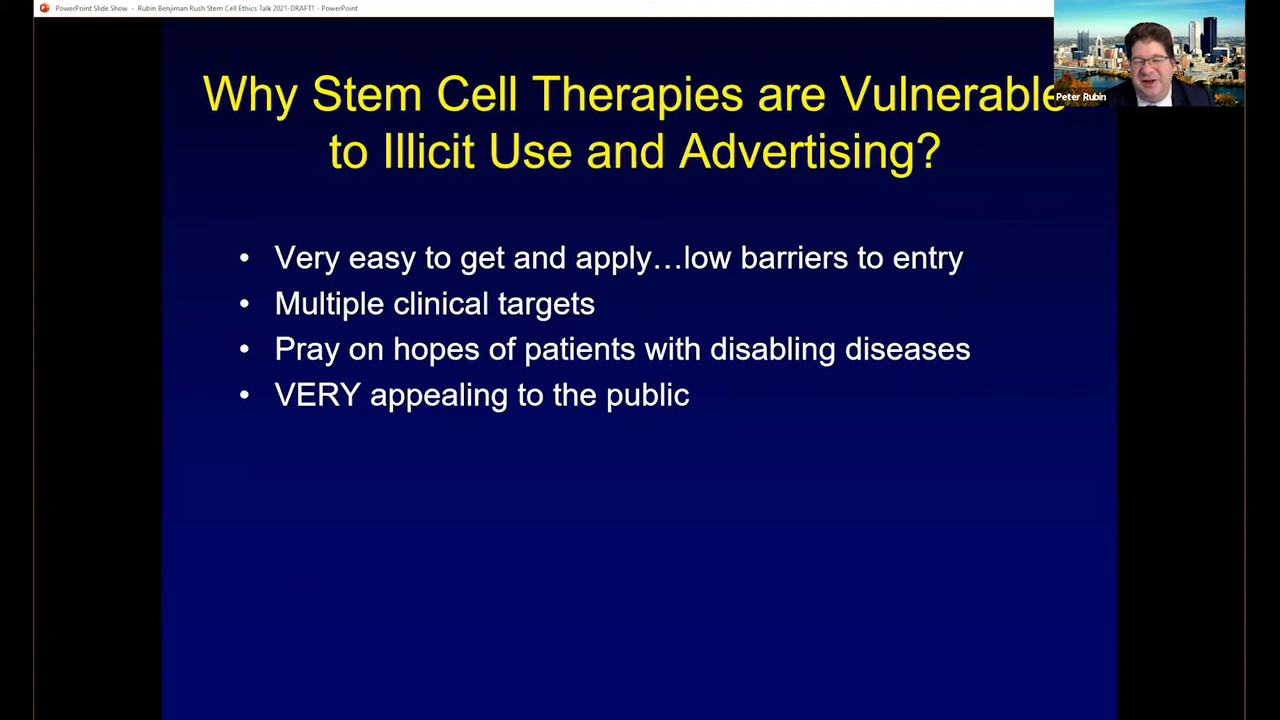 PowerPoint Slide Show - Rubin Benjiman Rush Stem Cell Ethics Talk 2021-DRAFT1 - PowerPoint
Why Stem Cell Therapies are Vulnerable
to Illicit Use and Advertising?
Peter Rubin
• Very easy to get and apply…low barriers to entry
• Multiple clinical targets
• Pray on hopes of patients with disabling diseases
• VERY appealing to the public